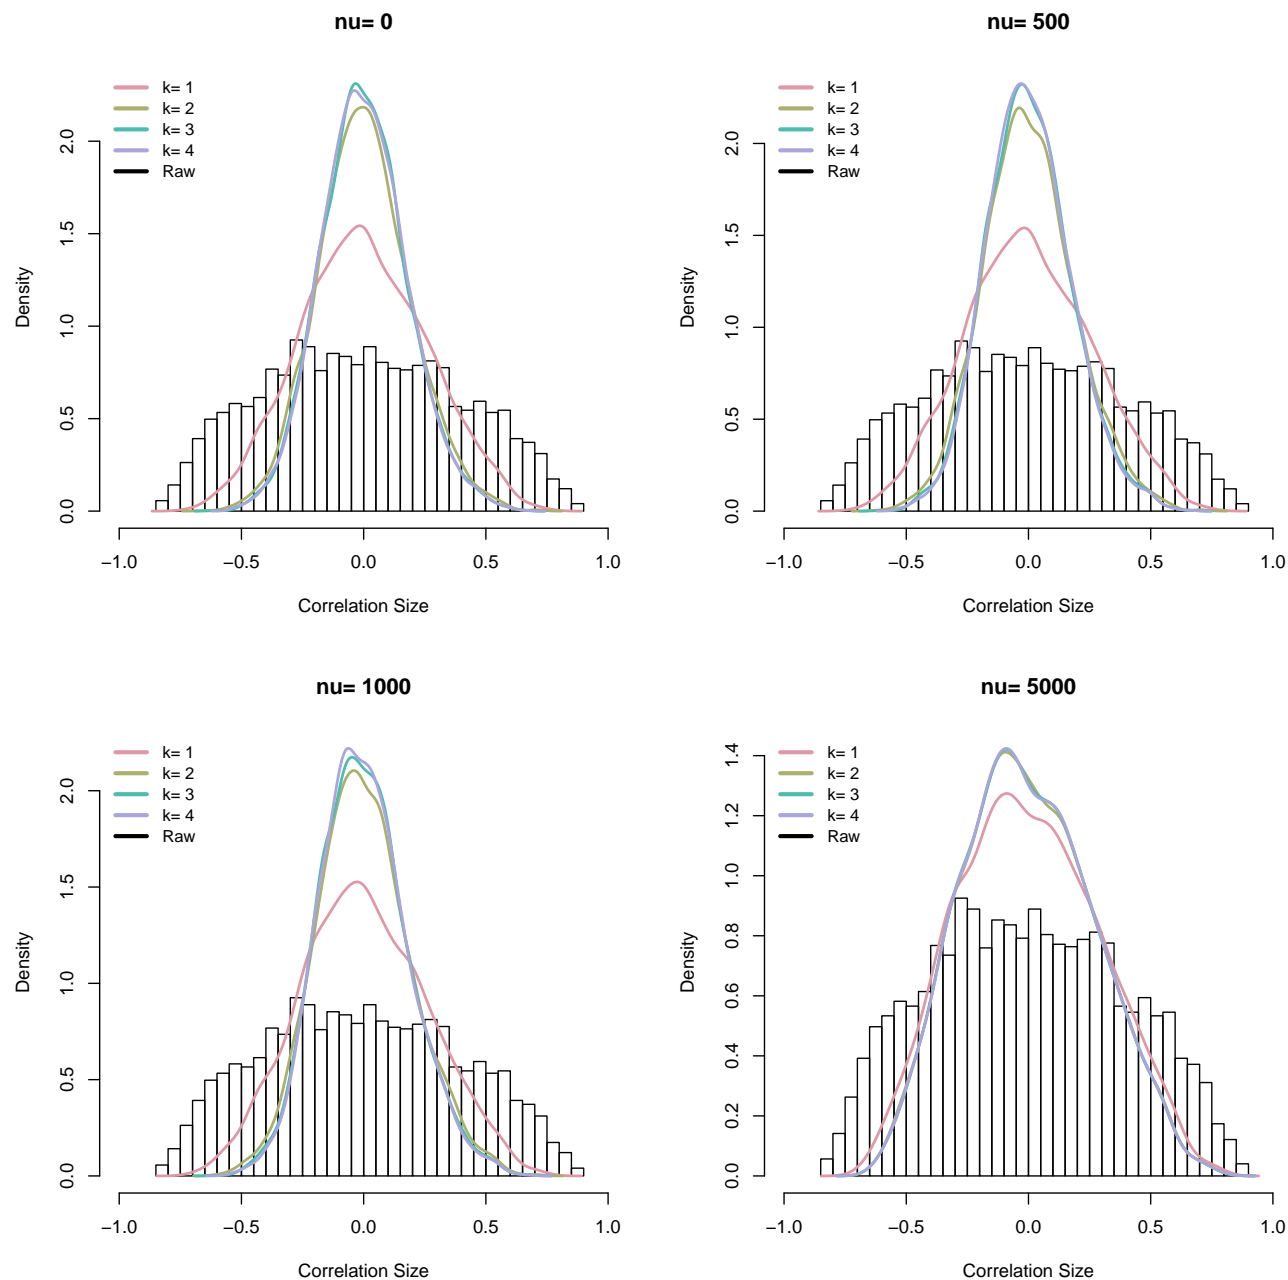 nu= 0
k= 1
k= 2
k= 3
k= 4
Raw
Density
0.0
0.5
1.0
1.5
2.0
−1.0 −0.5 0.0 0.5 1.0
Correlation Size
nu= 500
k= 1
k= 2
k= 3
k= 4
Raw
Density
0.0
0.5
1.0
1.5
2.0
−1.0 −0.5 0.0 0.5 1.0
Correlation Size
nu= 1000
k= 1
k= 2
k= 3
k= 4
Raw
Density
0.0
0.5
1.0
1.5
2.0
−1.0 −0.5 0.0 0.5 1.0
Correlation Size
nu= 5000
k= 1
k= 2
k= 3
k= 4
Raw
Density
0.0
0.2
0.4
0.6
0.8
1.0
1.2
1.4
−1.0 −0.5 0.0 0.5 1.0
Correlation Size